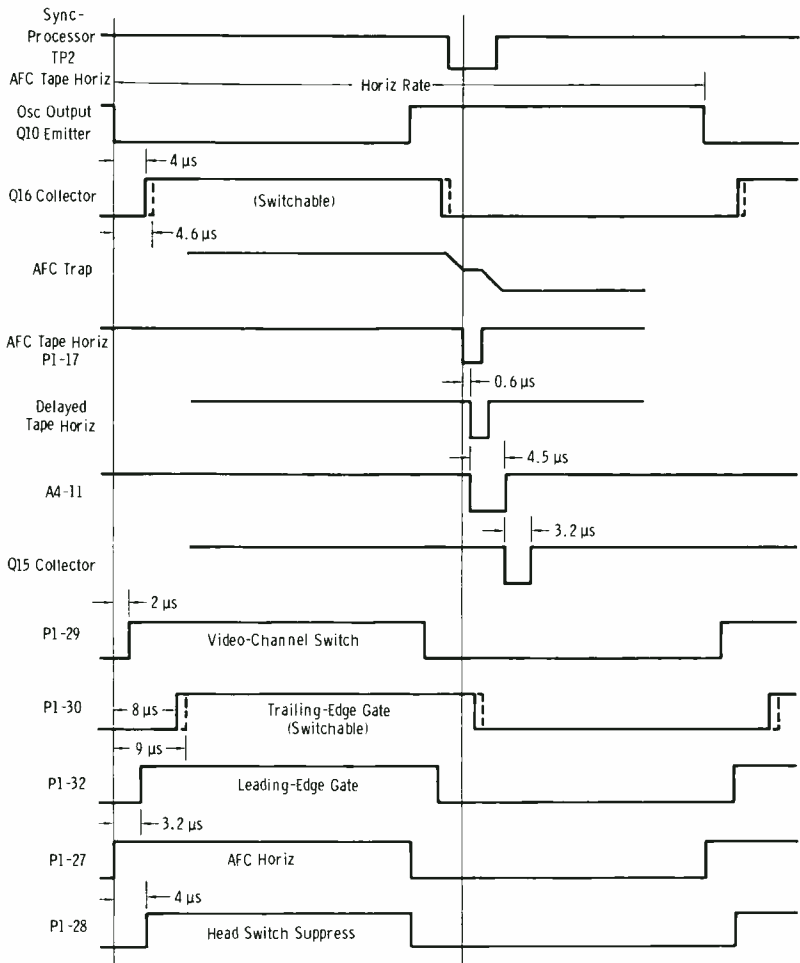 Sync-
Processor
TP2
AFC Tape Horiz
Horiz Rate
Osc Output
Q10 Emitter
4 µs
Q16 Collector
(Switchable)
4.6 µs
AFC Trap
AFC Tape Horiz
P1-17
0.6 µs
Delayed
Tape Horiz
4.5 µs
A4-11
3.2 µs
Q15 Collector
2 µs
P1-29
Video-Channel Switch
P1-30
8 µs
Trailing-Edge Gate
(Switchable)
9 µs
P1-32
Leading-Edge Gate
3.2 µs
P1-27
AFC Horiz
4 µs
P1-28
Head Switch Suppress